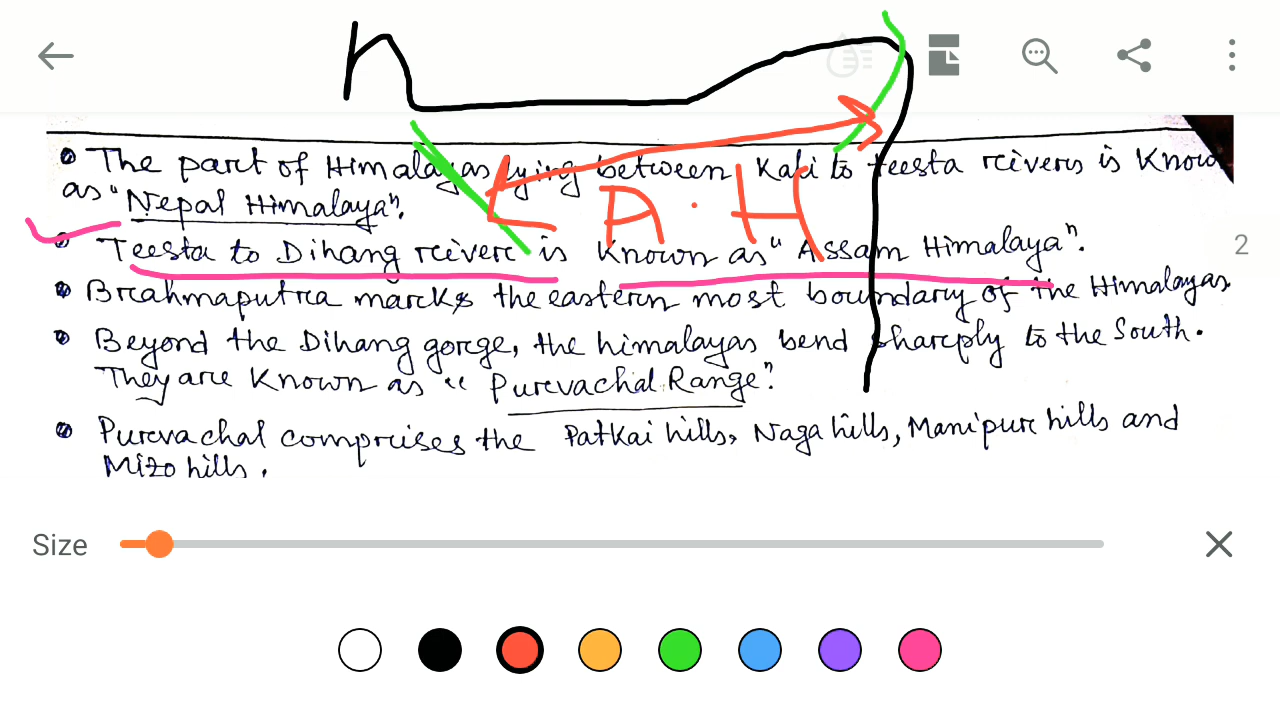 • The part of Himalayas lying between Kali to Teesta rivers is Know
as "Nepal Himalaya".
A.H
• Teesta to Dihang river is Known as "Assam Himalaya".
2
• Brahmaputra marks the eastern most boundary of the Himalayas
• Beyond the Dihang gorge, the himalayas bend sharply to the South.
They are Known as "Purvachal Range".
• Purvachal comprises the Patkai hills, Naga hills, Manipur hills and
Mizo hills.
Size